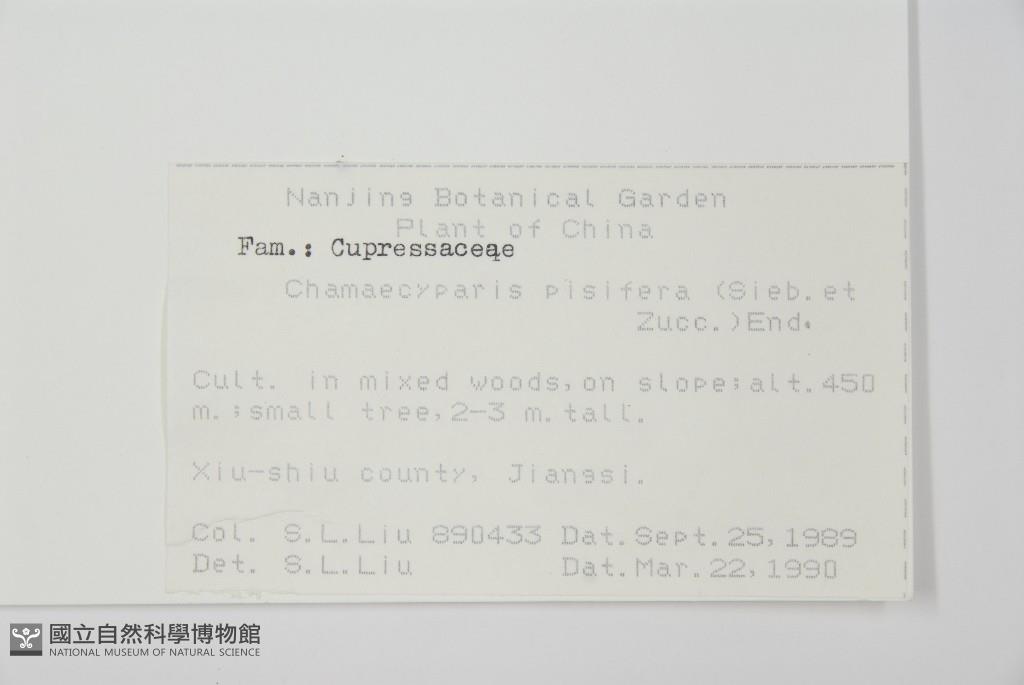 Nanjing Botanical Garden
Plant of China
Fam.: Cupressaceae
Chamaecyparis pisifera (Sieb.et
Zucc.)End.
Cult. in mixed woods,on slope;alt.450
m.;small tree,2-3 m.tall.
Xiu-shiu county, Jiangsi.
Col. S.L.Liu 890433 Dat.Sept.25,1989
Det. S.L.Liu Dat.Mar.22,1990
國立自然科學博物館
NATIONAL MUSEUM OF NATURAL SCIENCE